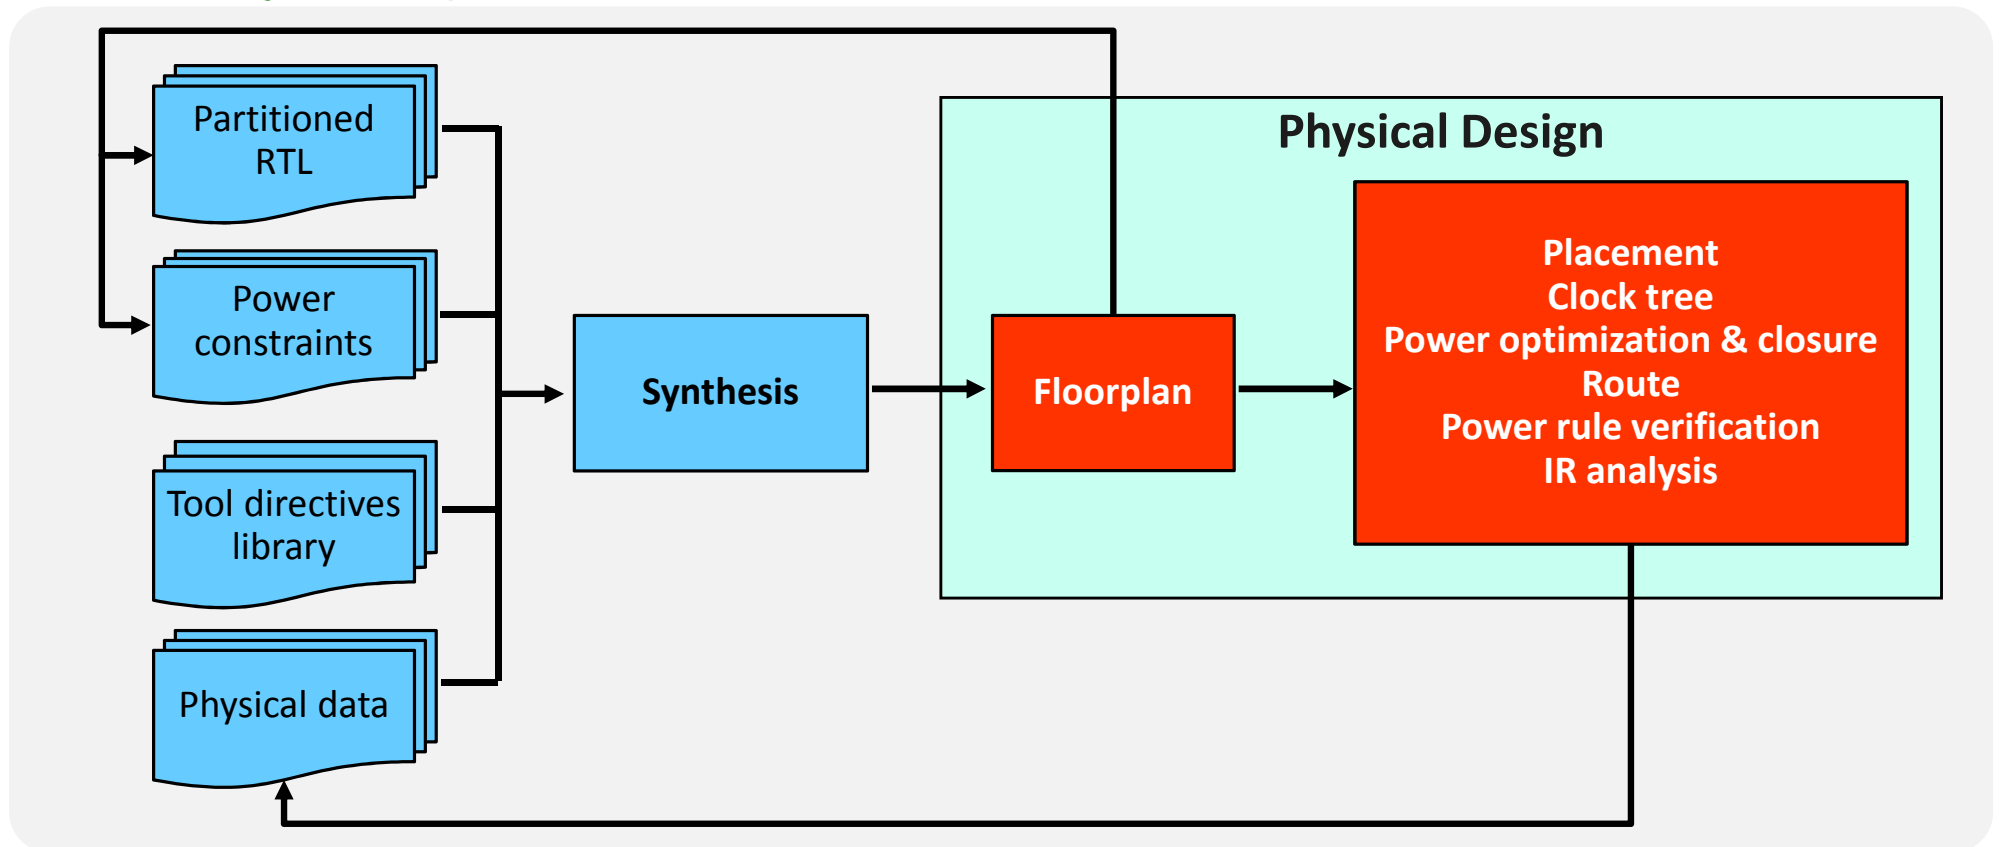 Partitioned
RTL
Power
constraints
Tool directives
library
Physical data
Synthesis
Physical Design
Floorplan
Placement
Clock tree
Power optimization & closure
Route
Power rule verification
IR analysis